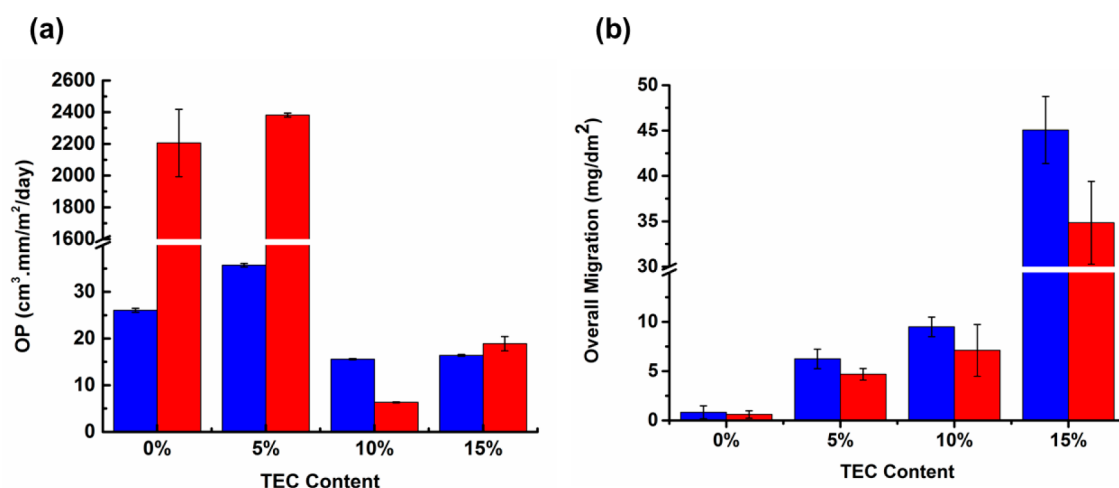 (a)
(b)
OP (cm³.mm/m²/day)
2600
2400
2200
2000
1800
1600
30
20
10
0
0% 5% 10% 15%
TEC Content
Overall Migration (mg/dm²)
50
45
40
35
30
10
5
0
0% 5% 10% 15%
TEC Content